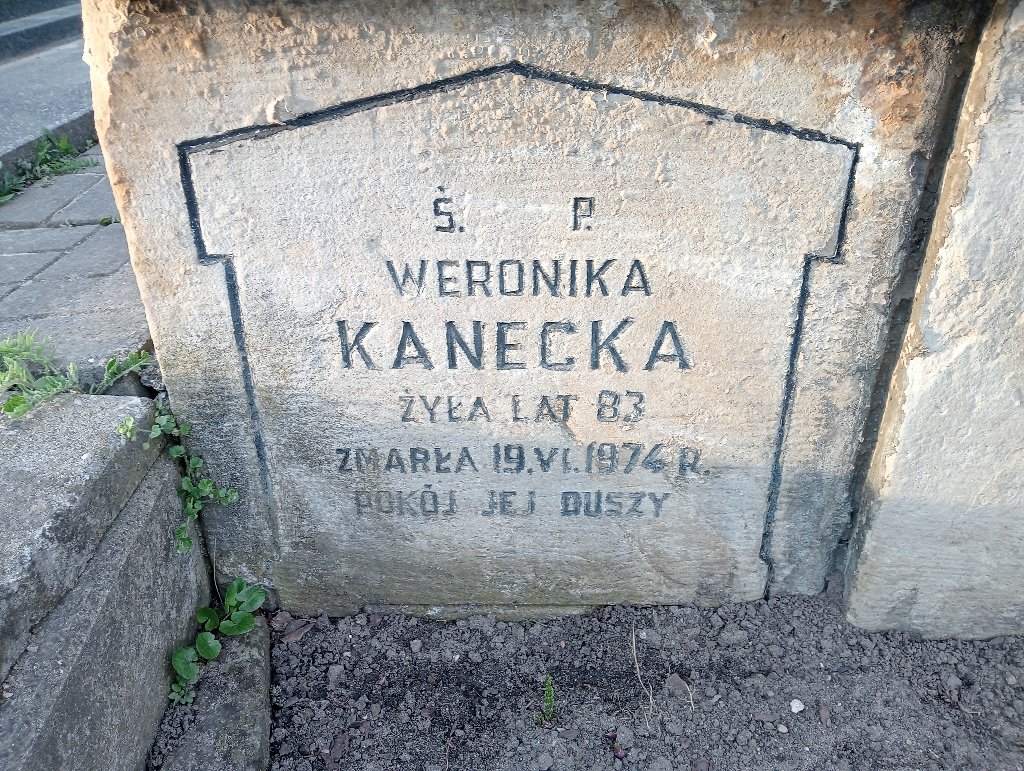 Ś. P.
WERONIKA
KANECKA
ŻYŁA LAT 83
ZMARŁA 19.VI.1974 R.
POKÓJ JEJ DUSZY